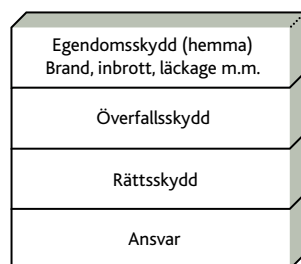 Egendomsskydd (hemma)
Brand, inbrott, läckage m.m.
Överfallsskydd
Rättsskydd
Ansvar